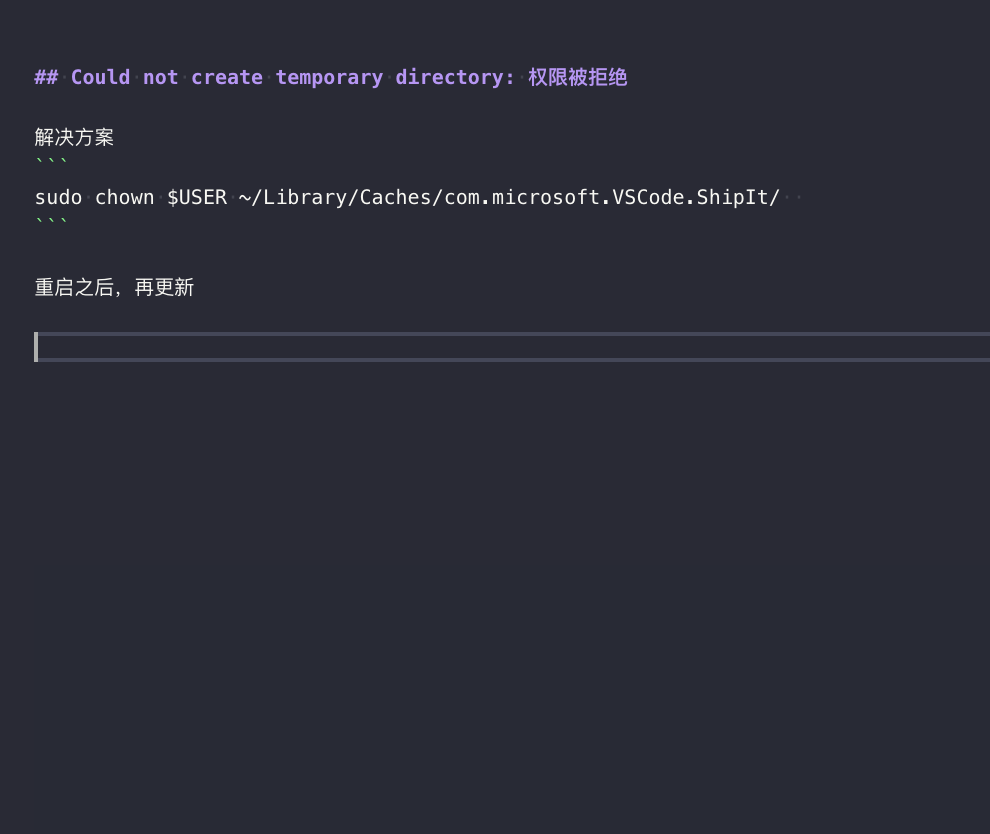 ## Could not create temporary directory: 权限被拒绝
解决方案
```
sudo chown $USER ~/Library/Caches/com.microsoft.VSCode.ShipIt/
```
重启之后，再更新